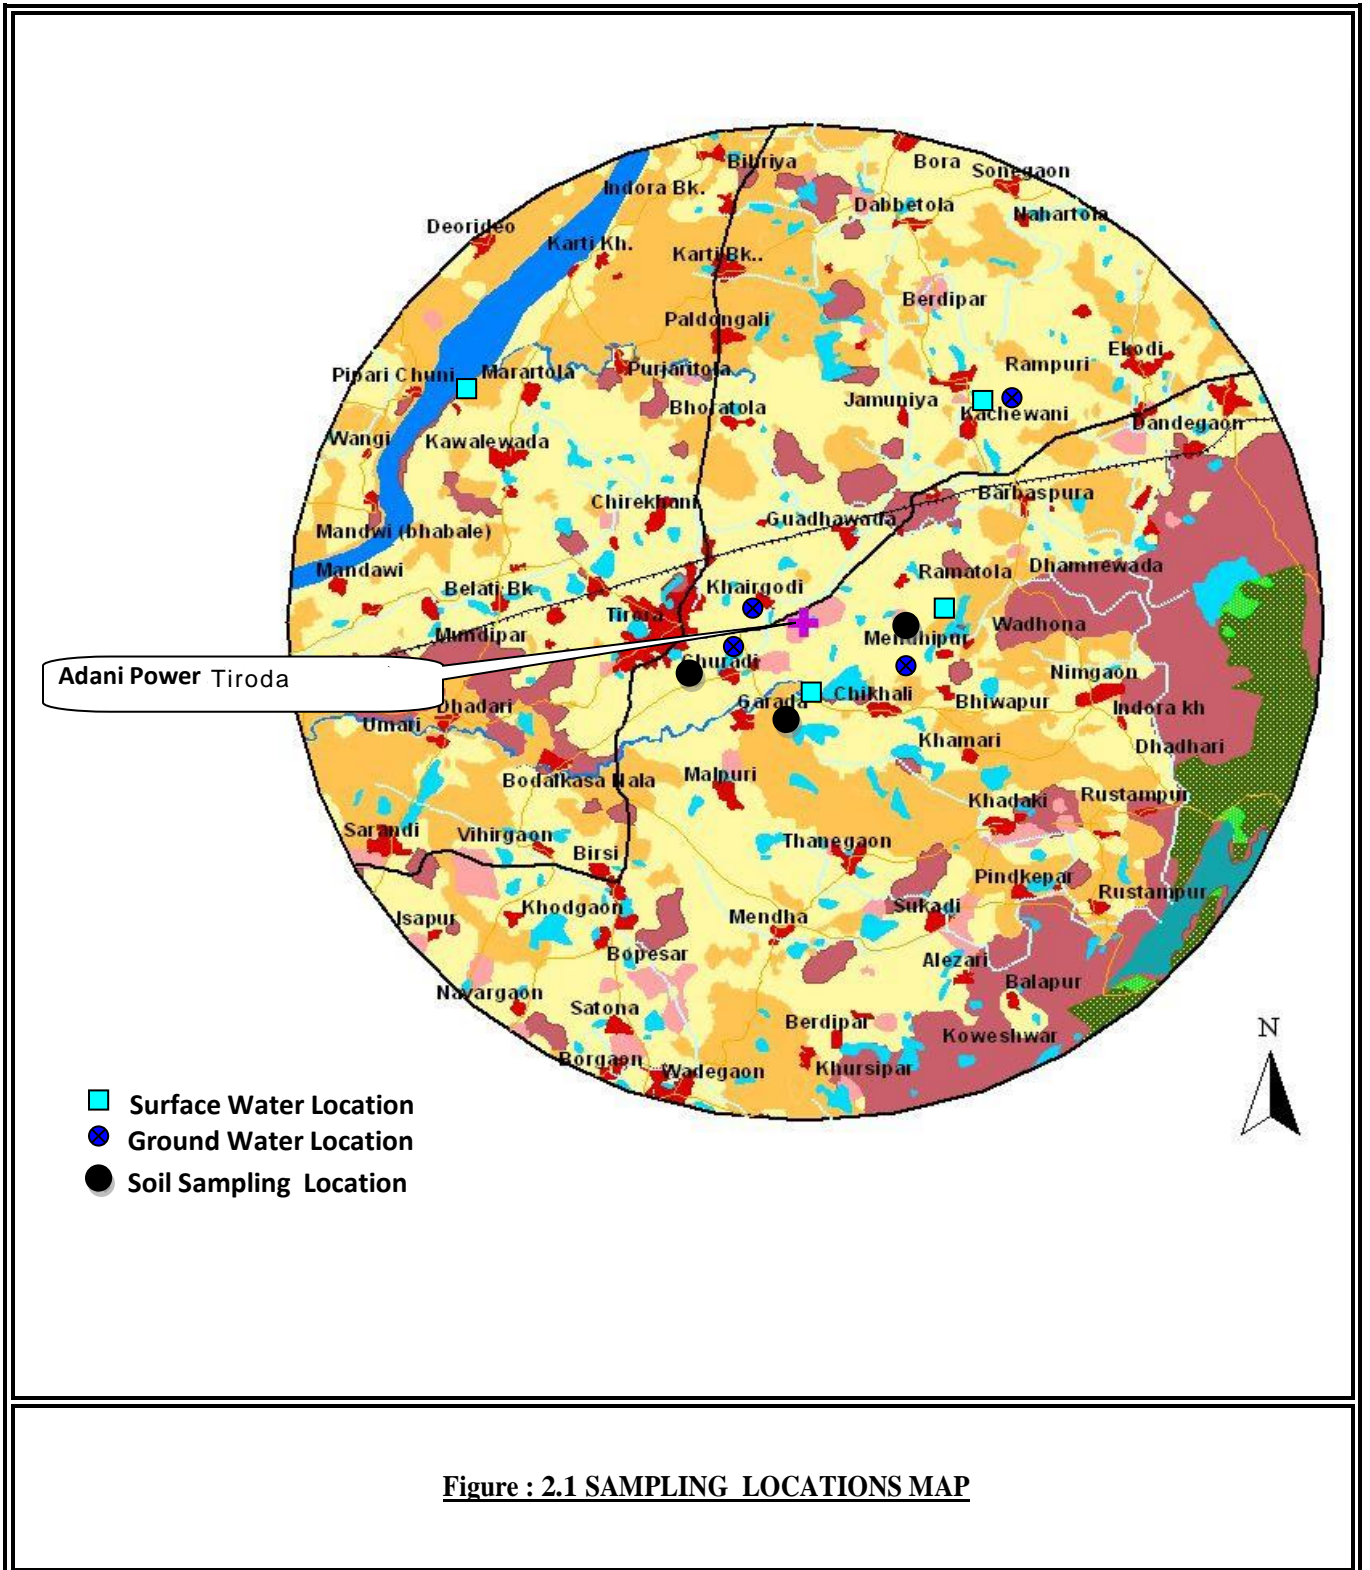 Bihriya
Bora
Sonegaon
Indora Bk.
Dabbetola
Nahartola
Deorideo
Karti Kh.
Karti Bk..
Berdipar
Paldongali
Ekodi
Rampuri
Pipari Chuni
Marartola
Purjaritola
Jamuniya
Bholatola
Kachewani
Dandegaon
Wangi
Kawalewada
Chirekhani
Barbaspura
Guadhawada
Mandwi (bhabale)
Mandawi
Ramatola
Dhamnewada
Belati Bk
Khairgodi
Tirora
Mundipar
Mendhipur
Wadhona
Adani Power Tiroda
Churadi
Nimgaon
Garada
Chikhali
Bhiwapur
Indora kh
Dhadari
Umari
Khamari
Dhadhari
Bodalkasa Nala
Malpuri
Khadaki
Rustampur
Sarandi
Vihirgaon
Birsi
Thanegaon
Pindkepar
Rustampur
Isapur
Khodgaon
Mendha
Sukadi
Bopesar
Alezari
Balapur
Navargaon
Satona
Berdipar
Koweshwar
Borgaon
Wadegaon
Khursipar
N
Surface Water Location
Ground Water Location
Soil Sampling Location
Figure : 2.1 SAMPLING LOCATIONS MAP